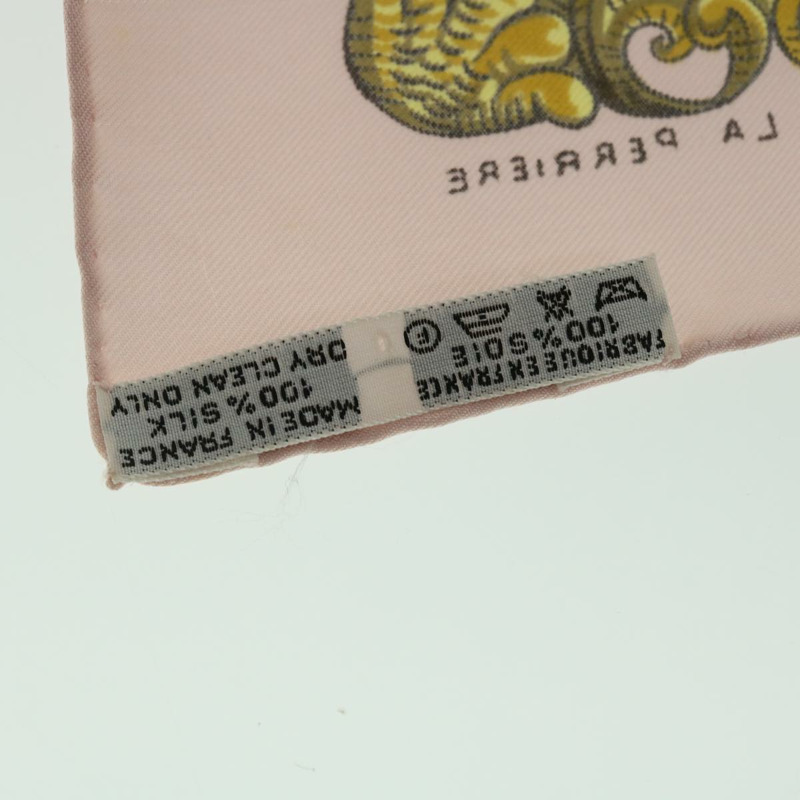 LA PERRIERE
FABRIQUE EN FRANCE
100% SOIE
MADE IN FRANCE
100% SILK
DRY CLEAN ONLY